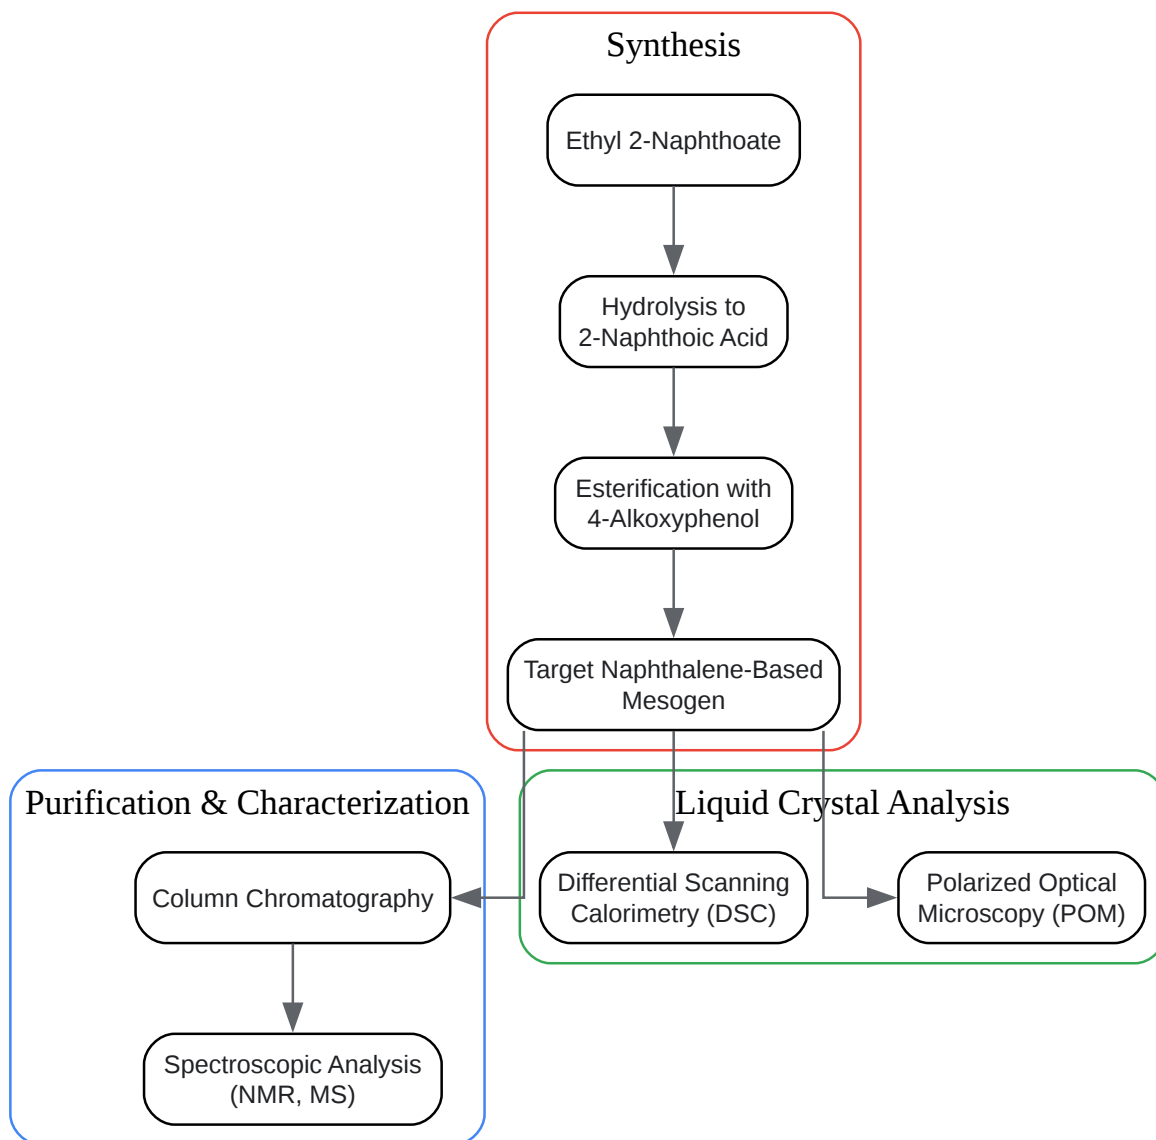 Synthesis
Ethyl 2-Naphthoate
Hydrolysis to
2-Naphthoic Acid
Esterification with
4-Alkoxyphenol
Target Naphthalene-Based
Mesogen
Purification & Characterization
Column Chromatography
Spectroscopic Analysis
(NMR, MS)
Liquid Crystal Analysis
Differential Scanning
Calorimetry (DSC)
Polarized Optical
Microscopy (POM)